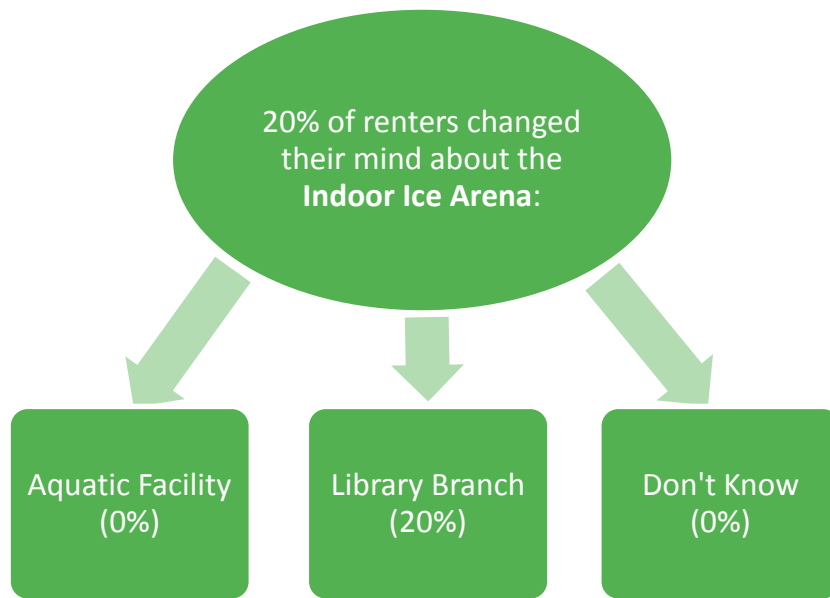 20% of renters changed
their mind about the
Indoor Ice Arena:
Aquatic Facility
(0%)
Library Branch
(20%)
Don't Know
(0%)